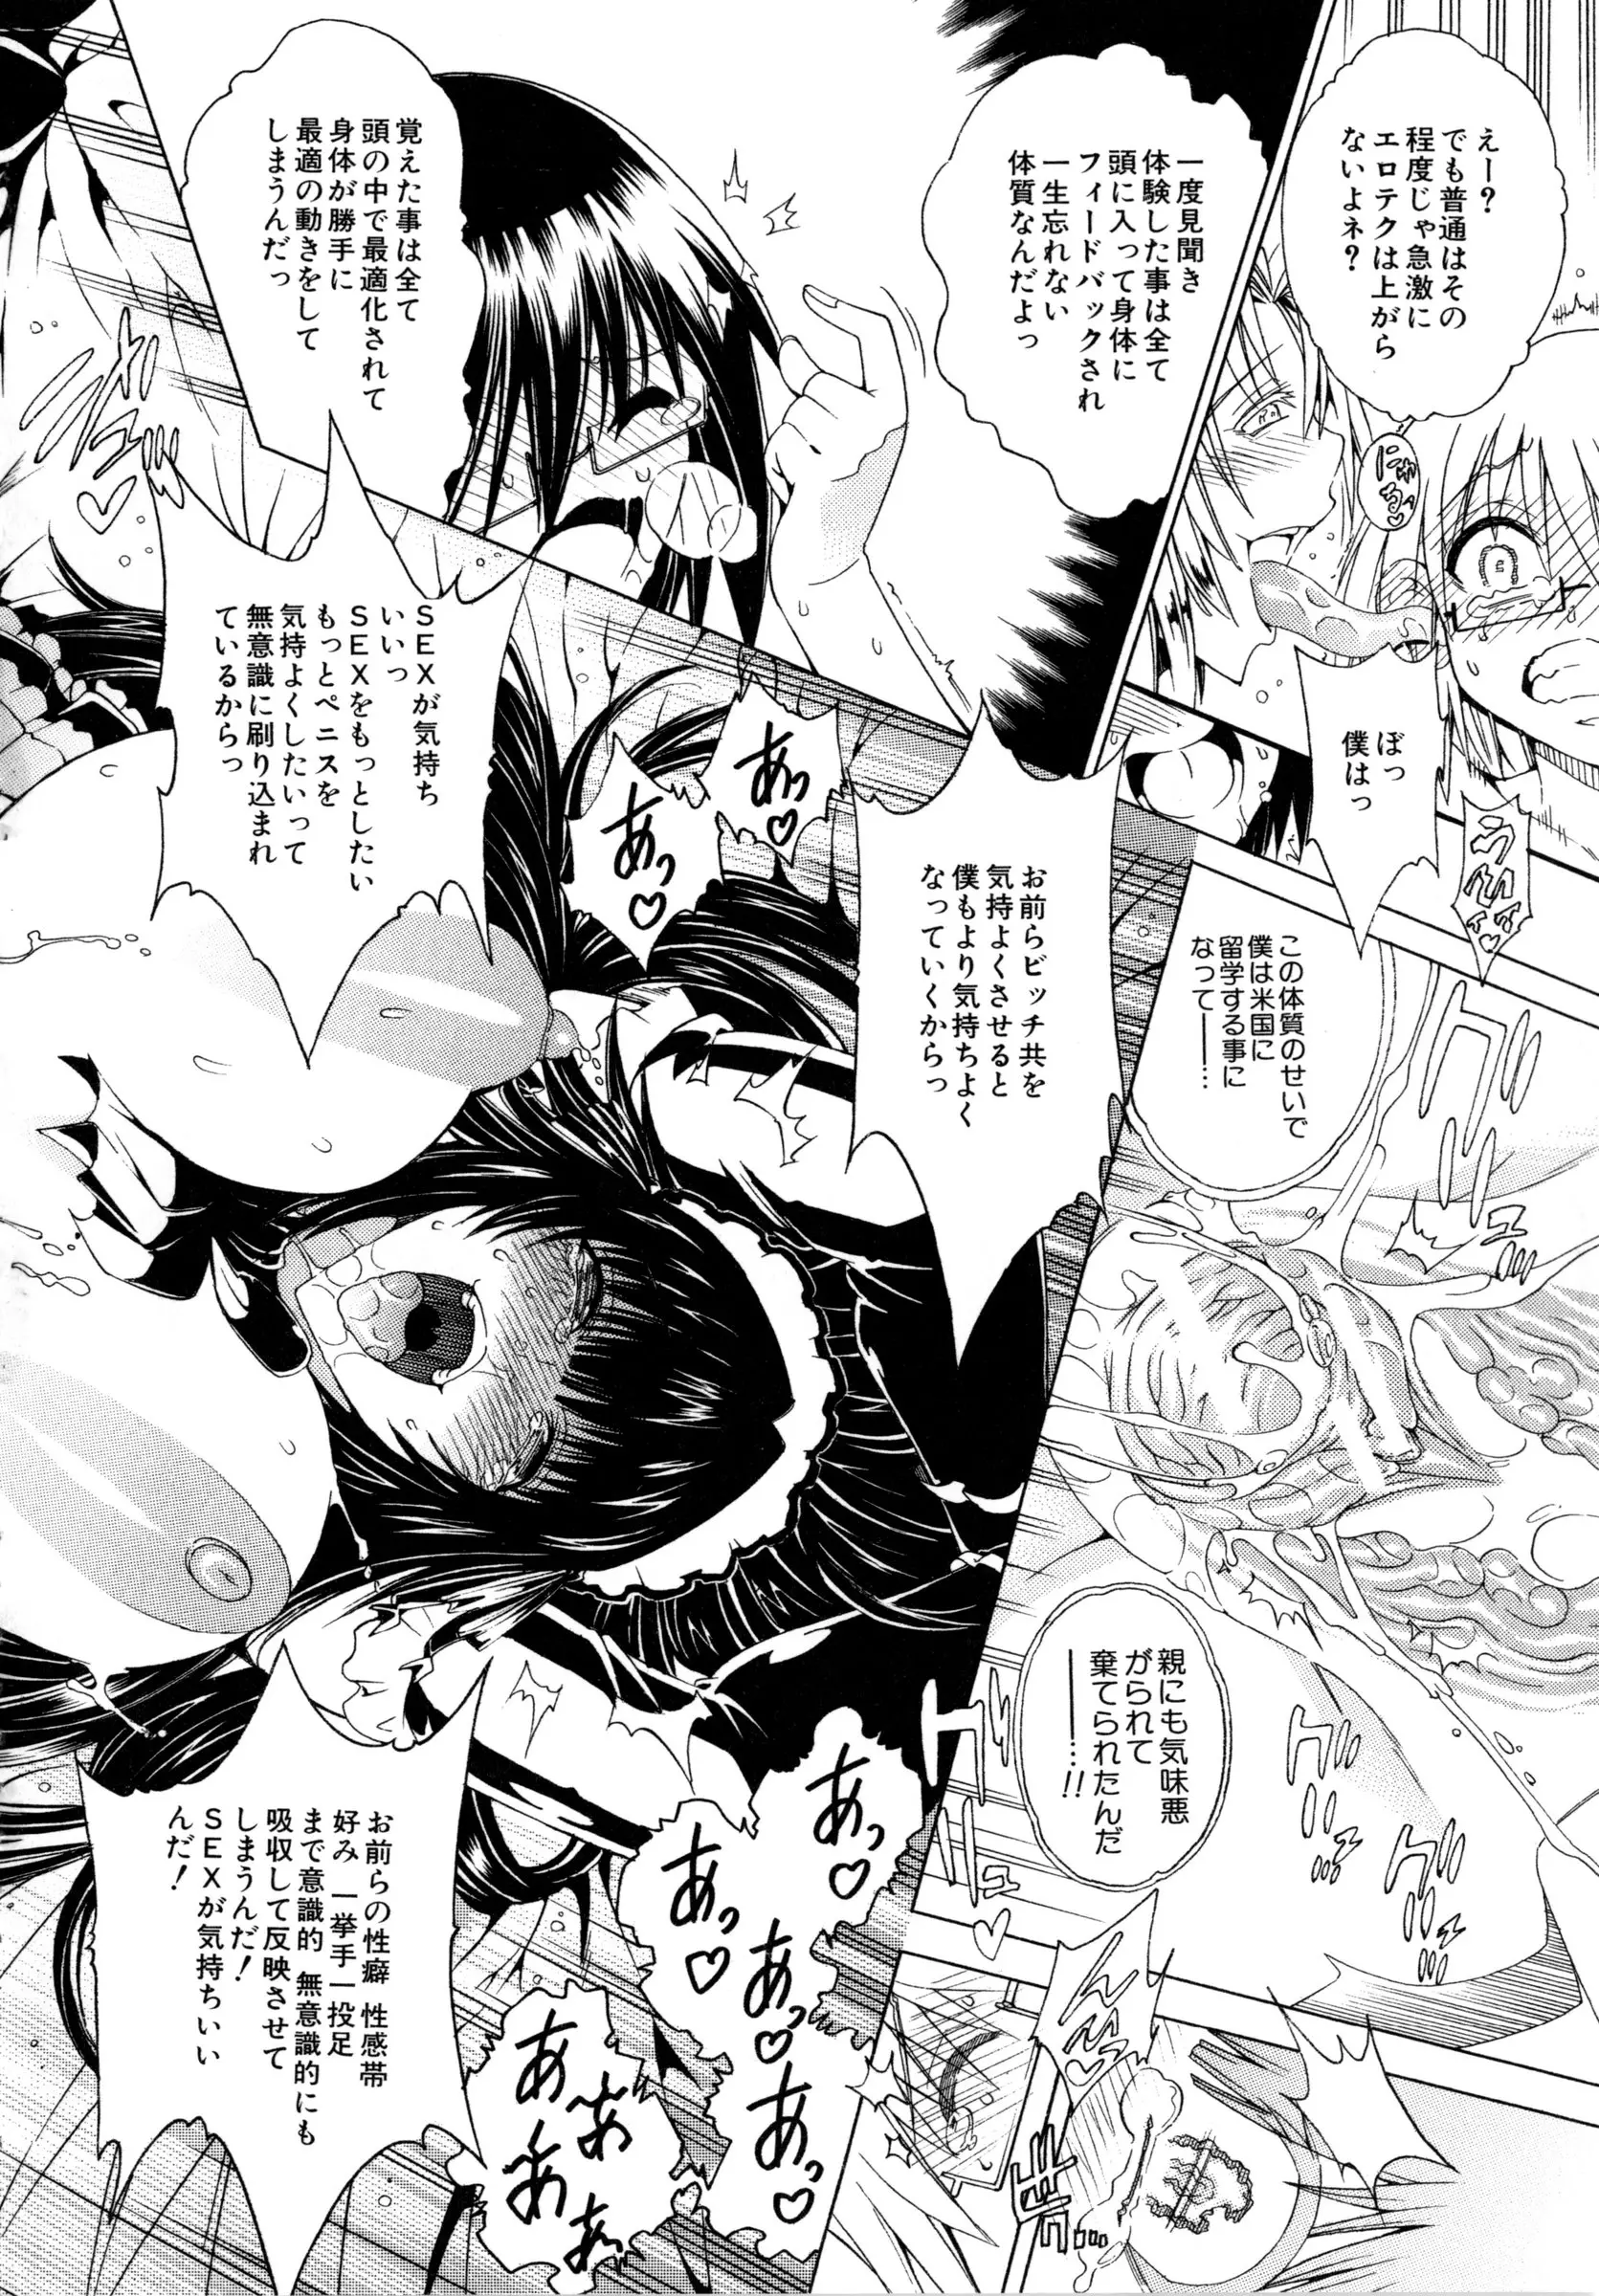 えー?
でも普通はその
程度じゃ急激に
エロテクは上がら
ないよネ?
にゅるっ
ぼっ
僕はっ
一度見聞き
体験した事は全て
頭に入って身体に
フィードバックされ
一生忘れない
体質なんだよっ
覚えた事は全て
頭の中で最適化されて
身体が勝手に
最適の動きをして
しまうんだっ
この体質のせいで
僕は米国に
留学する事に
なって――…
親にも気味悪
がられて
棄てられたんだ
――…!!
お前らビッチ共を
気持よくさせると
僕もより気持ちよく
なっていくからっ
あっ♡
あっ♡
SEXが気持ち
いいっ
SEXをもっとしたい
もっとペニスを
気持よくしたいって
無意識に刷り込まれ
ているからっ
お前らの性癖 性感帯
好み 一挙手一投足
まで意識的 無意識的にも
吸収して反映させて
しまうんだ!
SEXが気持ちいい
んだ!
あっ♡
あっ♡
あっ♡
あっ♡